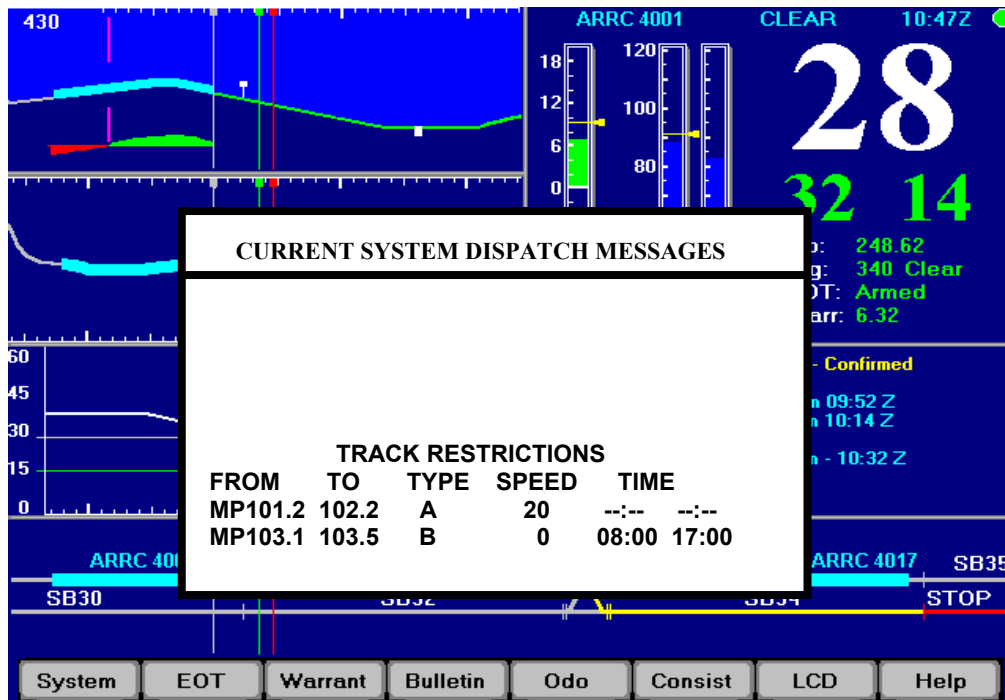 430
ARRC 4001 CLEAR 10:47Z
18
12
6
0
120
100
80
28
32 14
248.62
340 Clear
Armed
arr: 6.32
CURRENT SYSTEM DISPATCH MESSAGES
TRACK RESTRICTIONS
FROM TO TYPE SPEED TIME
MP101.2 102.2 A 20 --:-- --:--
MP103.1 103.5 B 0 08:00 17:00
60
45
30
15
0
- Confirmed
09:52 Z
10:14 Z
- 10:32 Z
ARRC ARRC 4017 SB35
SB30 STOP
System EOT Warrant Bulletin Odo Consist LCD Help